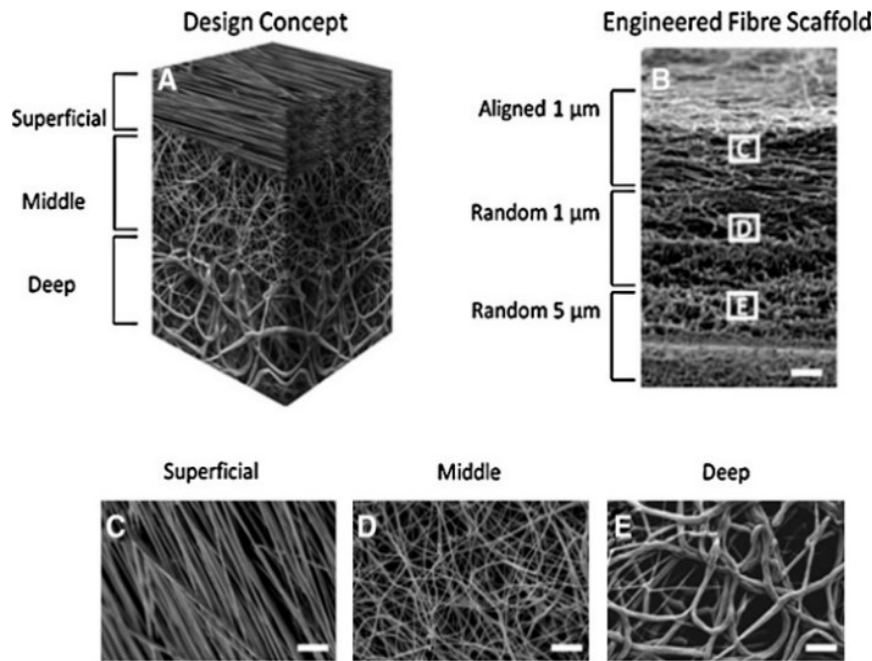 Design Concept
Engineered Fibre Scaffold
A
B
Superficial
Middle
Deep
Aligned 1 μm
Random 1 μm
Random 5 μm
C
D
E
Superficial
Middle
Deep
C
D
E